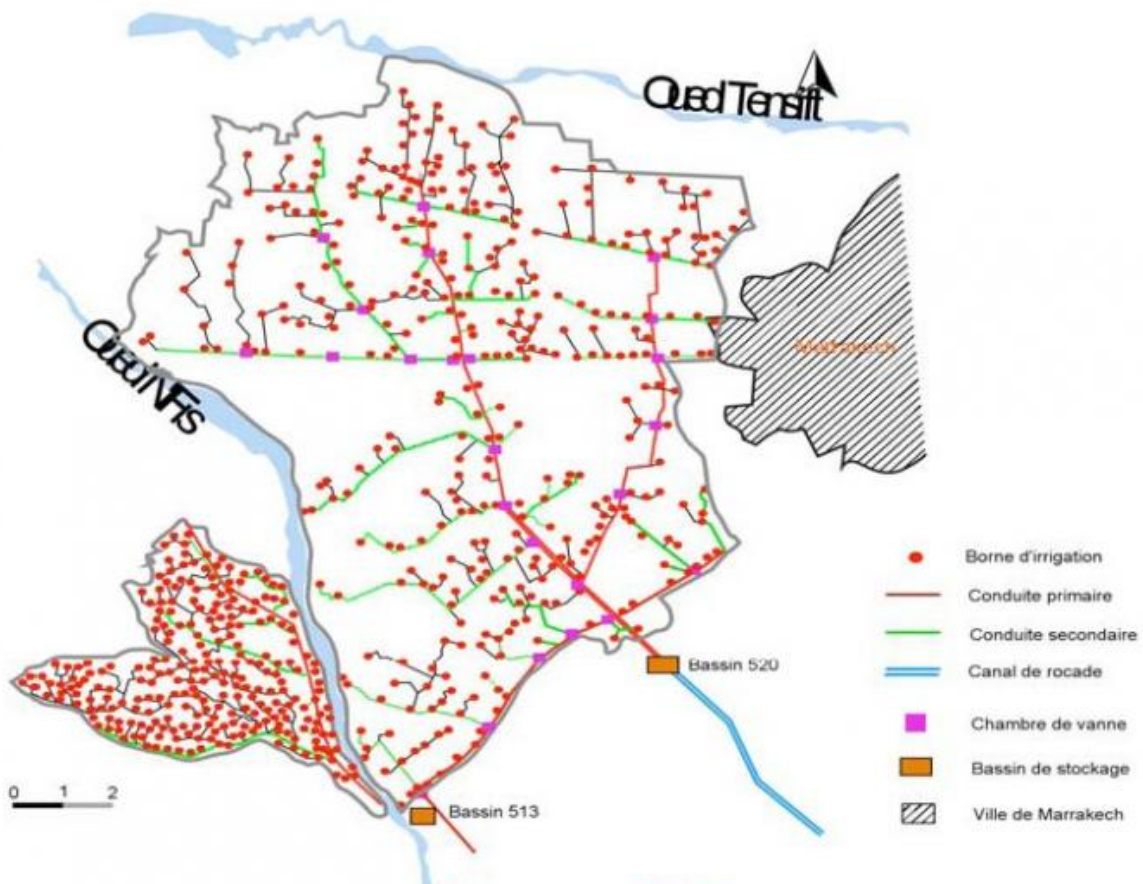 Oued Tensift
Oued N'Fis
Marrakech
Borne d'irrigation
Conduite primaire
Conduite secondaire
Canal de rocade
Chambre de vanne
Bassin de stockage
Ville de Marrakech
Bassin 520
Bassin 513
0 1 2